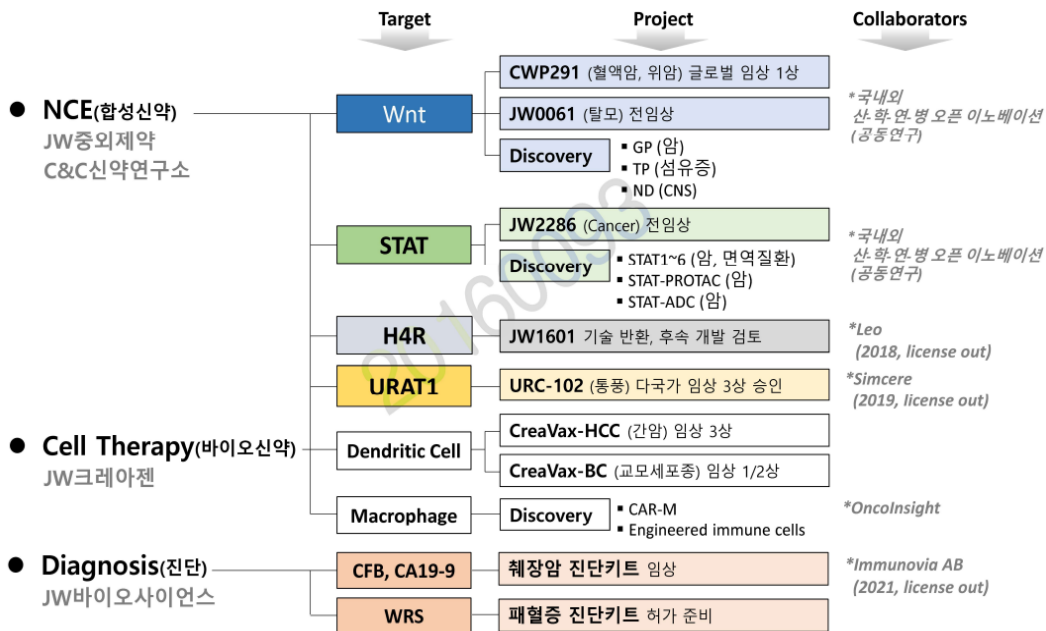 Target Project Collaborators
CWP291 (혈액암, 위암) 글로벌 임상 1상
● NCE(합성신약)
JW중외제약
C&C신약연구소
Wnt
JW0061 (탈모) 전임상
Discovery
▪ GP (암)
▪ TP (섬유증)
▪ ND (CNS)
*국내외
산-학-연-병 오픈 이노베이션
(공동연구)
STAT
JW2286 (Cancer) 전임상
Discovery
▪ STAT1~6 (암, 면역질환)
▪ STAT-PROTAC (암)
▪ STAT-ADC (암)
*국내외
산-학-연-병 오픈 이노베이션
(공동연구)
H4R
JW1601 기술 반환, 후속 개발 검토
*Leo
(2018, license out)
URAT1
URC-102 (통풍) 다국가 임상 3상 승인
*Simcere
(2019, license out)
● Cell Therapy(바이오신약)
JW크레아젠
Dendritic Cell
CreaVax-HCC (간암) 임상 3상
CreaVax-BC (교모세포종) 임상 1/2상
Macrophage
Discovery
▪ CAR-M
▪ Engineered immune cells
*OncoInsight
● Diagnosis(진단)
JW바이오사이언스
CFB, CA19-9
췌장암 진단키트 임상
*Immunovia AB
(2021, license out)
WRS
패혈증 진단키트 허가 준비
20160093